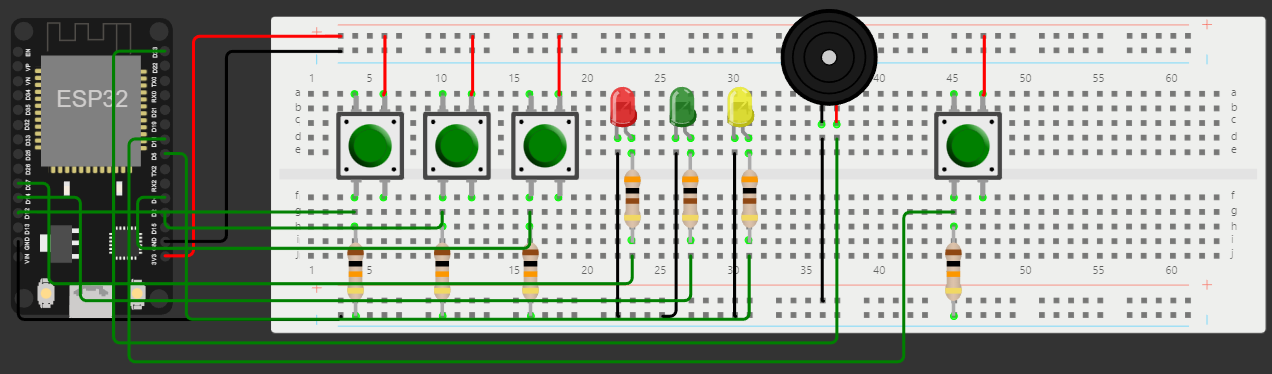 ESP32
EN
VP
VN
D34
D35
D32
D33
D25
D26
D27
D14
D12
D13
GND
VIN
D23
D22
TX0
RX0
D21
D19
D18
D5
TX2
RX2
D4
D2
D15
GND
3V3
+ +
1 5 10 15 20 25 30 40 45 50 55 60
a a
b b
c c
d d
e e
f f
g g
h h
i i
j j
1 5 10 15 20 25 30 35 40 45 50 55 60
+ +